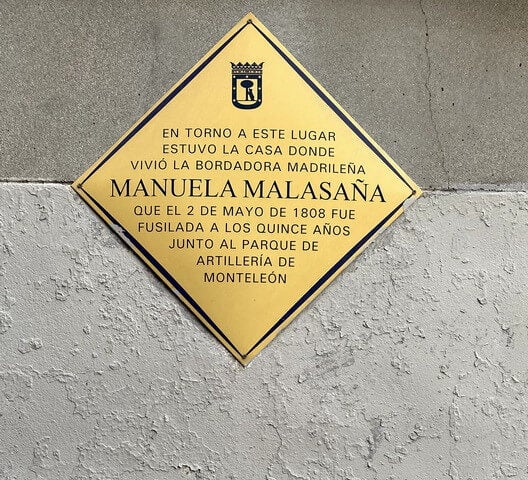 EN TORNO A ESTE LUGAR
ESTUVO LA CASA DONDE
VIVIÓ LA BORDADORA MADRILEÑA
MANUELA MALASAÑA
QUE EL 2 DE MAYO DE 1808 FUE
FUSILADA A LOS QUINCE AÑOS
JUNTO AL PARQUE DE
ARTILLERÍA DE
MONTELEÓN